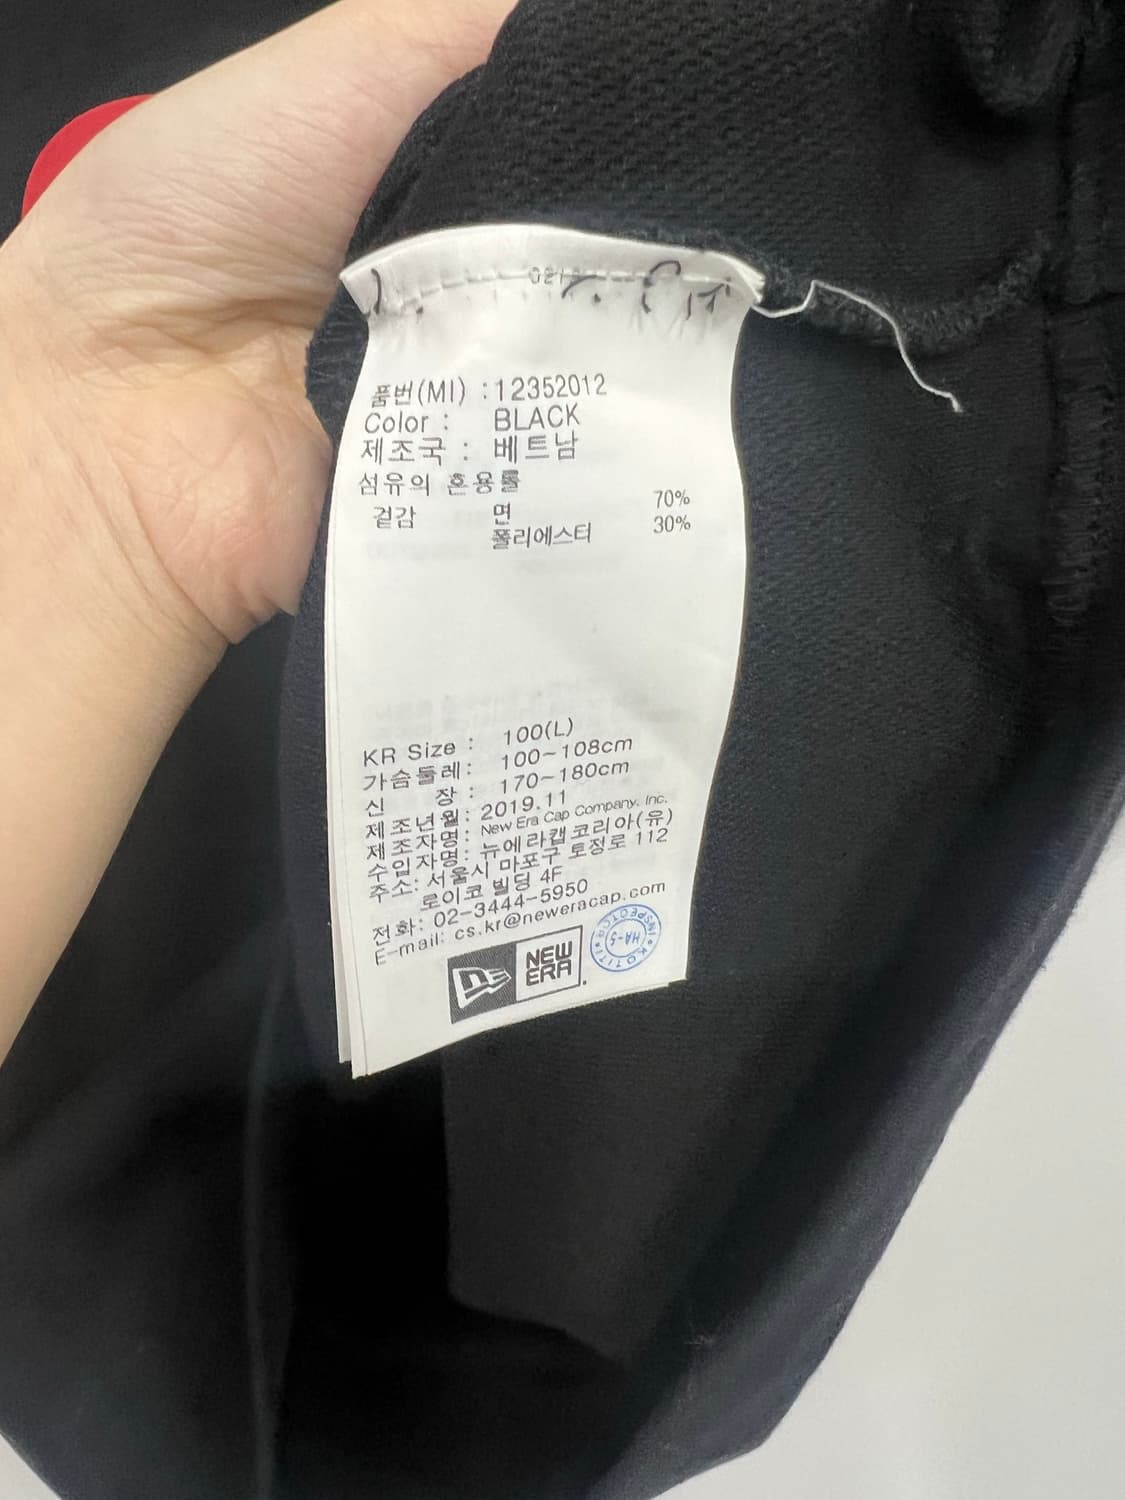 품번(MI) : 12352012
Color : BLACK
제조국 : 베트남
섬유의 혼용률
겉감 면 70%
폴리에스터 30%
KR Size : 100(L)
가슴둘레: 100~108cm
신 장 : 170~180cm
제조년월: 2019.11
제조자명: New Era Cap Company, Inc.
수입자명: 뉴에라캡코리아(유)
주소: 서울시 마포구 토정로 112
로이코 빌딩 4F
전화: 02-3444-5950
E-mail: cs.kr@neweracap.com
NEW
ERA
INSPECTOR KOTITI
HA-5